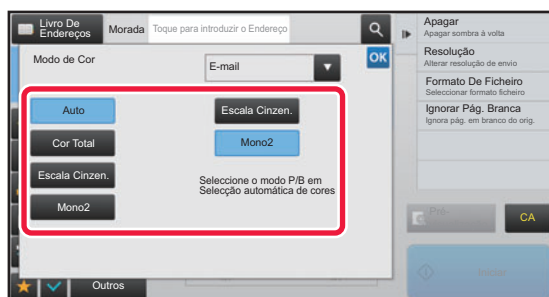 Livro De
Endereços
Morada
Toque para introduzir o Endereço
Modo de Cor
E-mail
OK
Auto
Cor Total
Escala Cinzen.
Mono2
Escala Cinzen.
Mono2
Seleccione o modo P/B em
Selecção automática de cores
Apagar
Apagar sombra à volta
Resolução
Alterar resolução de envio
Formato De Ficheiro
Seleccionar formato ficheiro
Ignorar Pág. Branca
Ignora pág. em branco do orig.
Pré-
CA
Iniciar
Outros